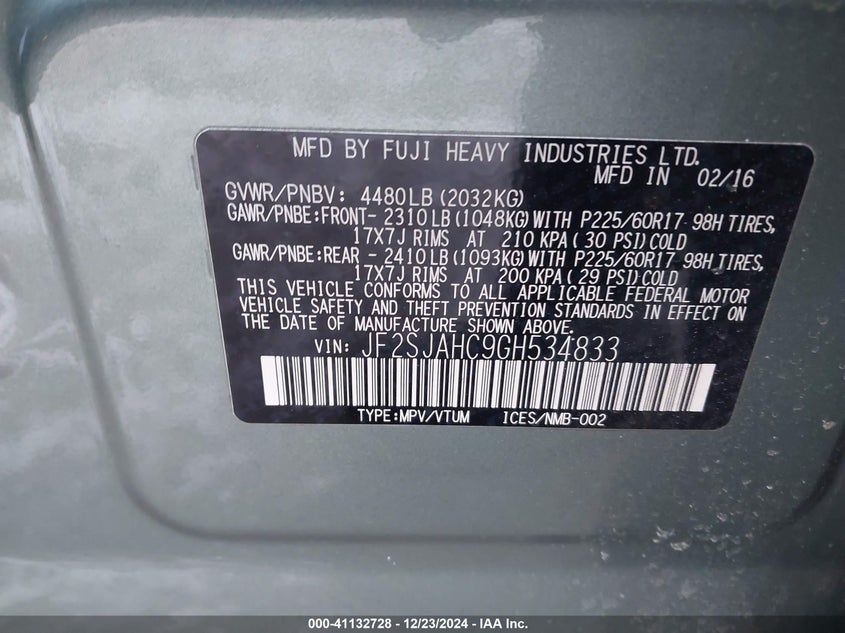 MFD BY FUJI HEAVY INDUSTRIES LTD.
MFD IN 02/16
GVWR/PNBV: 4480LB (2032KG)
GAWR/PNBE:FRONT- 2310LB (1048KG) WITH P225/60R17 98H TIRES,
17X7J RIMS AT 210 KPA ( 30 PSI) COLD
GAWR/PNBE:REAR - 2410LB (1093KG) WITH P225/60R17 98H TIRES,
17X7J RIMS AT 200 KPA ( 29 PSI) COLD
THIS VEHICLE CONFORMS TO ALL APPLICABLE FEDERAL MOTOR
VEHICLE SAFETY AND THEFT PREVENTION STANDARDS IN EFFECT ON
THE DATE OF MANUFACTURE SHOWN ABOVE.
VIN: JF2SJAHC9GH534833
TYPE:MPV/VTUM ICES/NMB-002
000-41132728 - 12/23/2024 - IAA Inc.